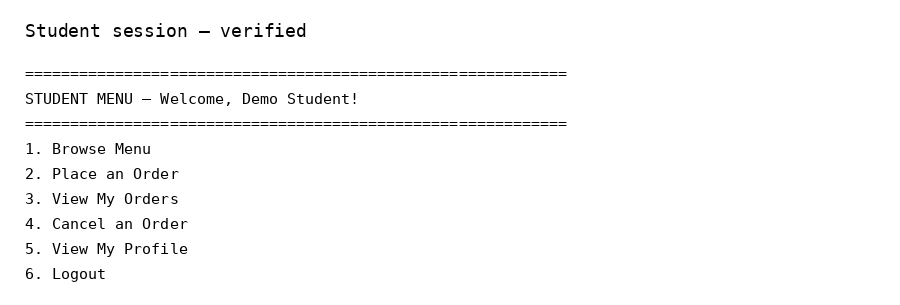 Student session — verified
============================================================
STUDENT MENU — Welcome, Demo Student!
============================================================
1. Browse Menu
2. Place an Order
3. View My Orders
4. Cancel an Order
5. View My Profile
6. Logout